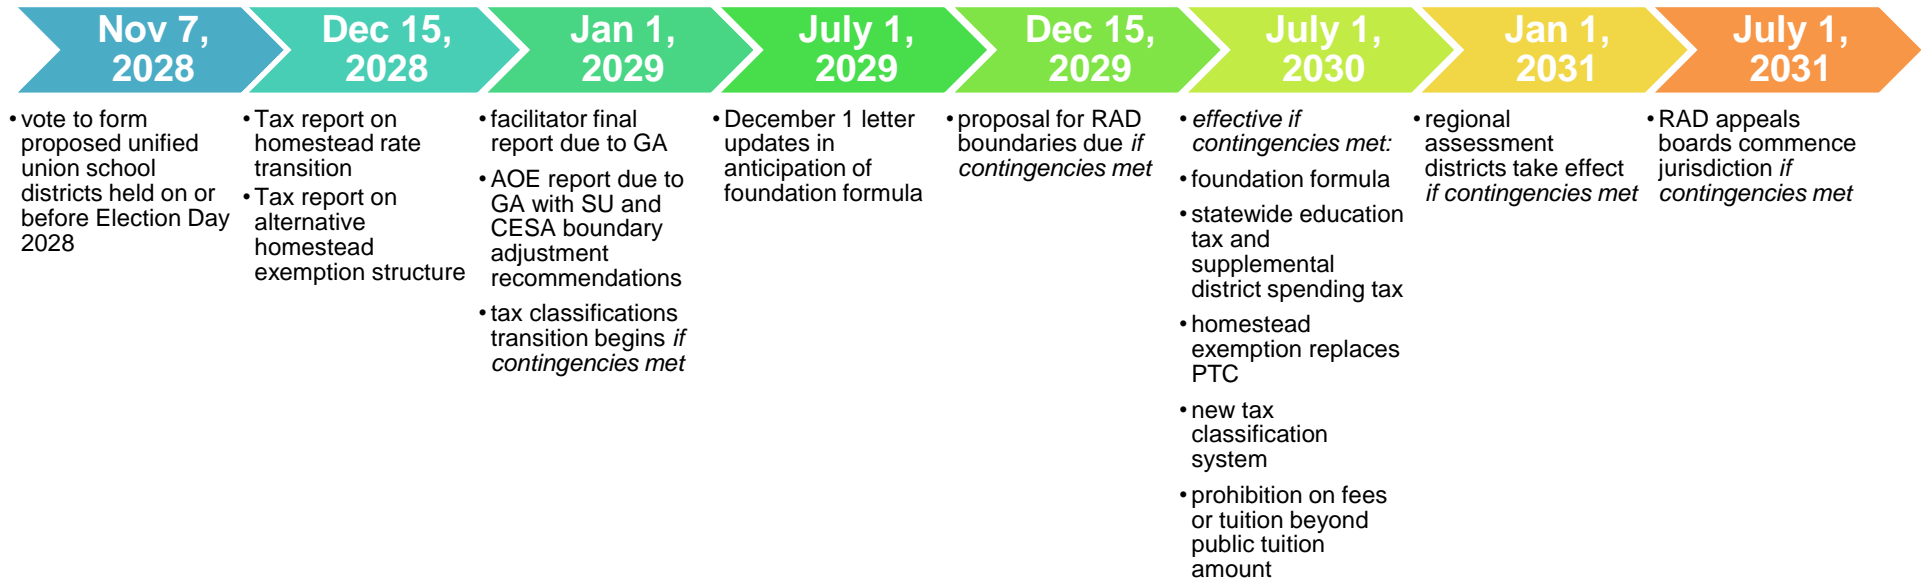 Nov 7,
2028
• vote to form
proposed unified
union school
districts held on or
before Election Day
2028
Dec 15,
2028
• Tax report on
homestead rate
transition
• Tax report on
alternative
homestead
exemption structure
Jan 1,
2029
• facilitator final
report due to GA
• AOE report due to
GA with SU and
CESA boundary
adjustment
recommendations
• tax classifications
transition begins if
contingencies met
July 1,
2029
• December 1 letter
updates in
anticipation of
foundation formula
Dec 15,
2029
• proposal for RAD
boundaries due if
contingencies met
July 1,
2030
• effective if
contingencies met:
• foundation formula
• statewide education
tax and
supplemental
district spending tax
• homestead
exemption replaces
PTC
• new tax
classification
system
• prohibition on fees
or tuition beyond
public tuition
amount
Jan 1,
2031
• regional
assessment
districts take effect
if contingencies met
July 1,
2031
• RAD appeals
boards commence
jurisdiction if
contingencies met